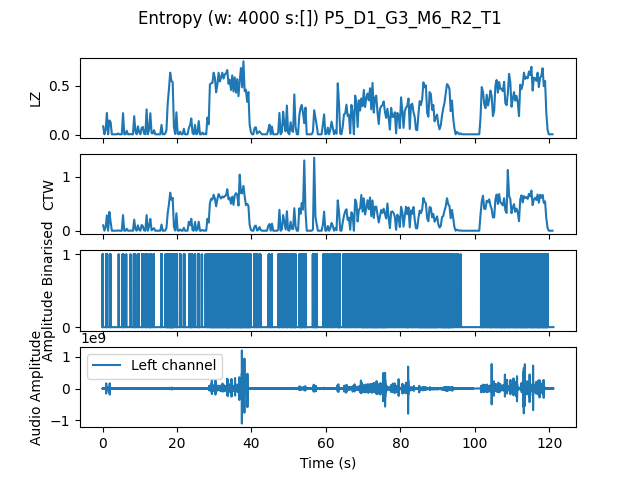 Entropy (w: 4000 s:[]) P5_D1_G3_M6_R2_T1
LZ
0.5
0.0
CTW
1
0
Amplitude Binarised
1
0
1e9
Audio Amplitude
1
0
−1
Left channel
0 20 40 60 80 100 120
Time (s)